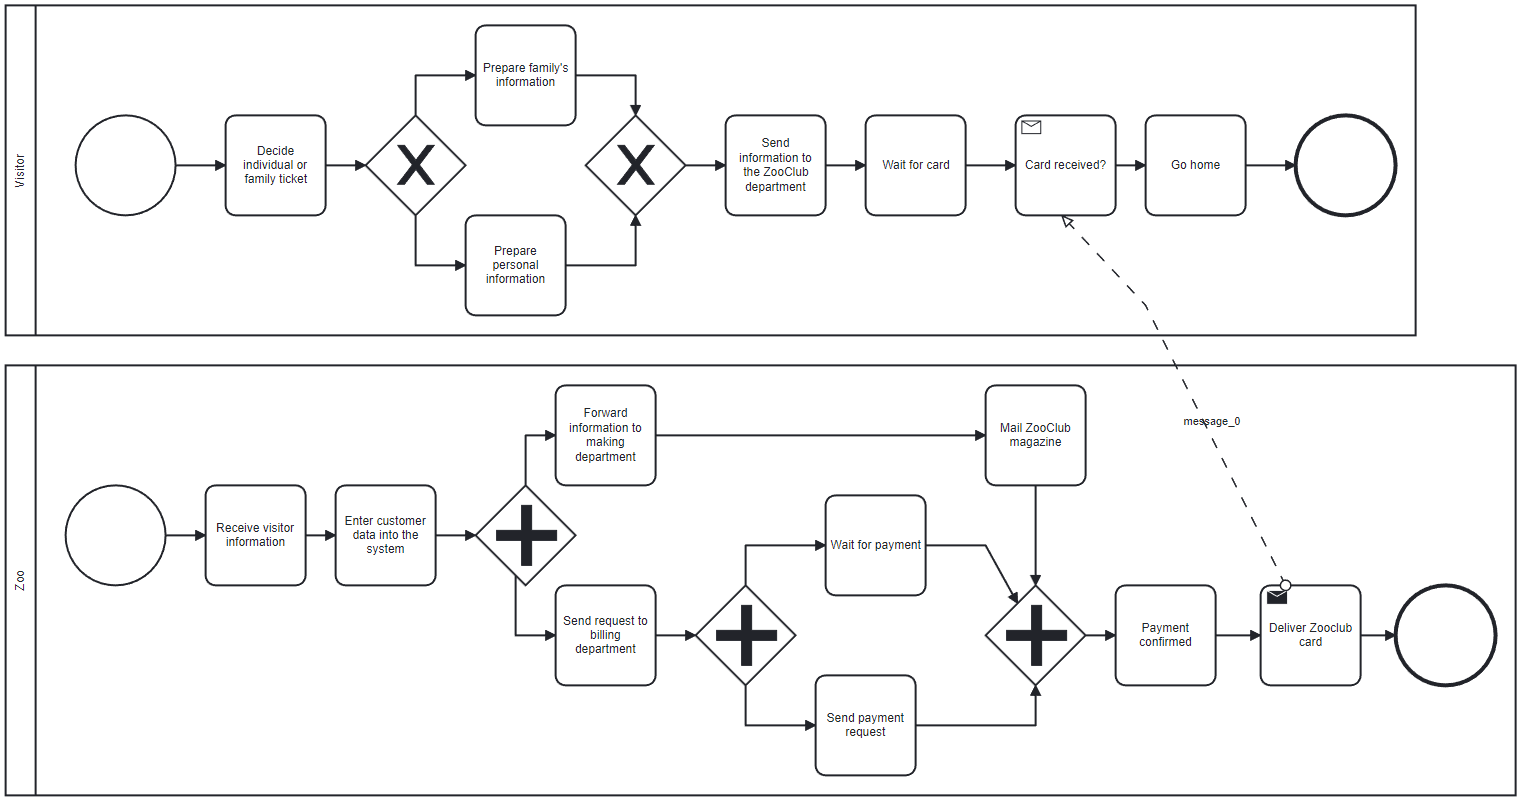 Visitor
Prepare family's
information
Decide
individual or
family ticket
Prepare
personal
information
Send
information to
the ZooClub
department
Wait for card
Card received?
Go home
message_0
Zoo
Receive visitor
information
Enter customer
data into the
system
Forward
information to
making
department
Mail ZooClub
magazine
Send request to
billing
department
Wait for payment
Send payment
request
Payment
confirmed
Deliver Zooclub
card